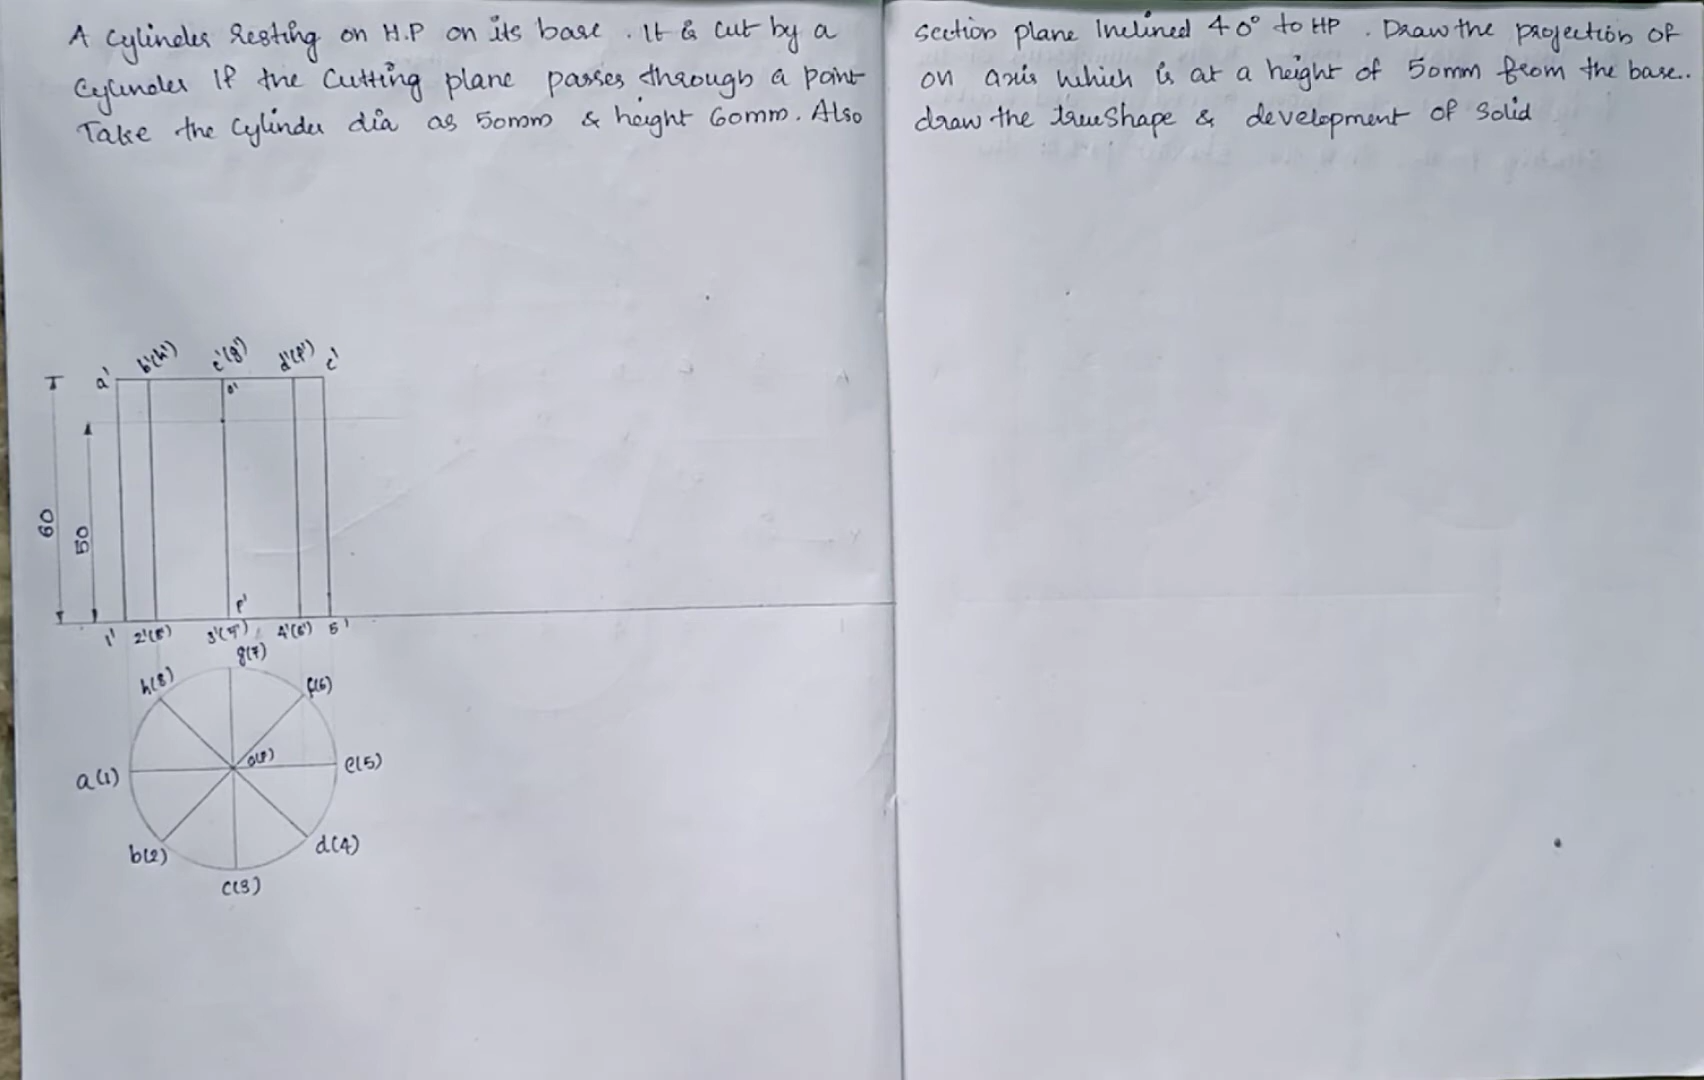 A cylinder Resting on H.P on its base . It is cut by a section plane Inclined 40° to HP . Draw the projection of
cylinder If the Cutting plane passes through a point on axis which is at a height of 50mm from the base..
Take the cylinder dia as 50mm & height 60mm. Also draw the true shape & development of solid
a' b'(h') c'(g') d'(f') e'
o'
60
50
p'
1' 2'(8') 3'(7') 4'(6') 5'
g(7)
h(8) f(6)
a(1) o(p) e(5)
b(2) d(4)
c(3)